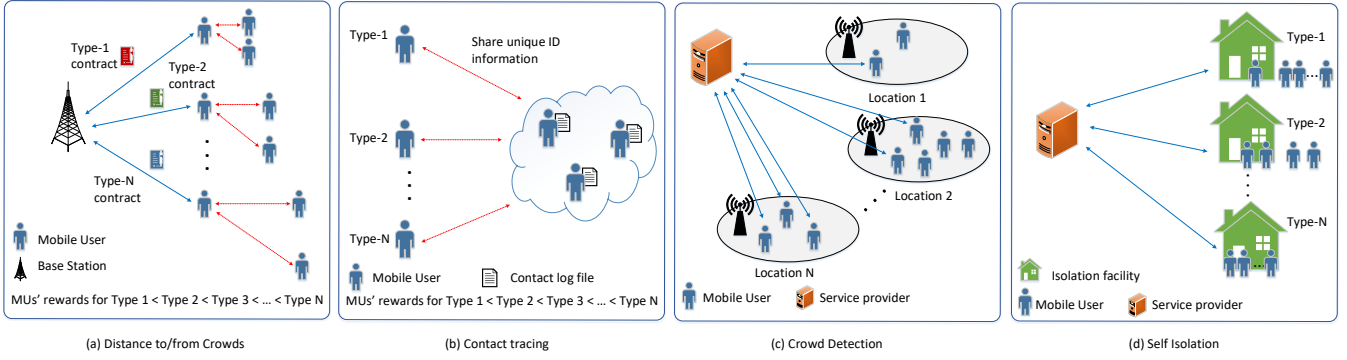 Type-1
contract
Type-2
contract
Type-N
contract
Mobile User
Base Station
MUs' rewards for Type 1 < Type 2 < Type 3 < ... < Type N
(a) Distance to/from Crowds
Type-1
Share unique ID
information
Type-2
Type-N
Mobile User
Contact log file
MUs' rewards for Type 1 < Type 2 < Type 3 < ... < Type N
(b) Contact tracing
Location 1
Location 2
Location N
Mobile User
Service provider
(c) Crowd Detection
Type-1
Type-2
Type-N
Isolation facility
Mobile User
Service provider
(d) Self Isolation